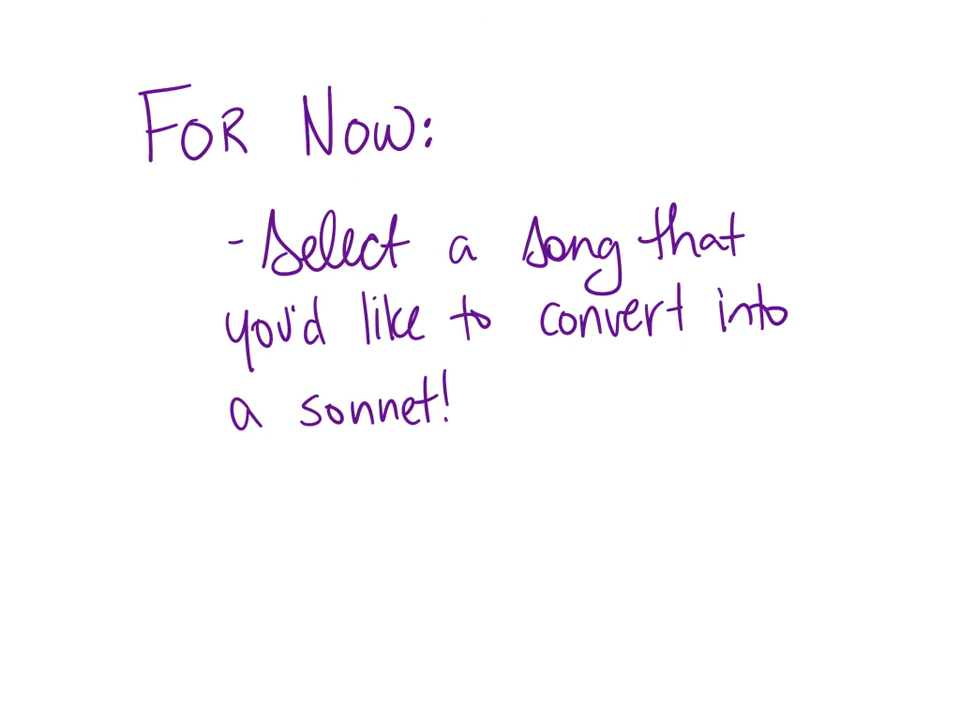 FOR NOW:
- Select a song that
you'd like to convert into
a sonnet!